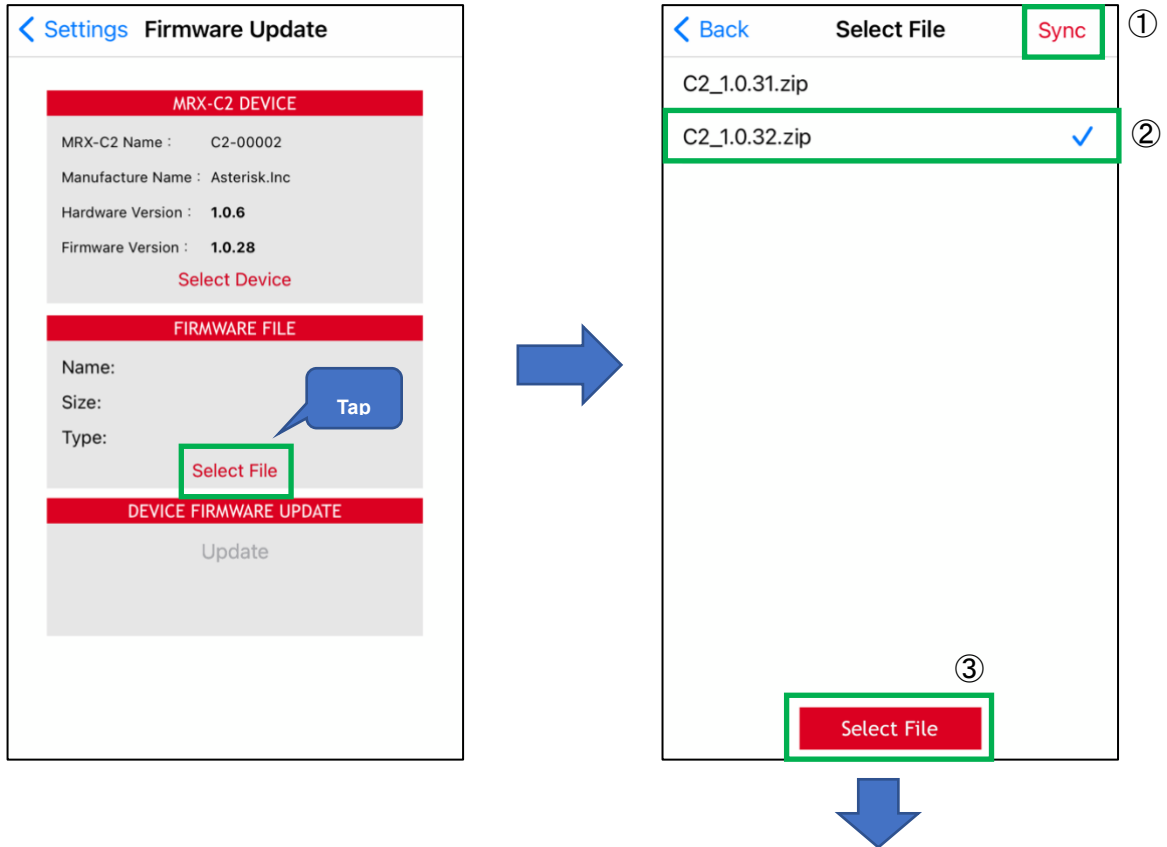 Settings Firmware Update
MRX-C2 DEVICE
MRX-C2 Name : C2-00002
Manufacture Name : Asterisk.Inc
Hardware Version : 1.0.6
Firmware Version : 1.0.28
Select Device
FIRMWARE FILE
Name:
Size:
Type:
Tap
Select File
DEVICE FIRMWARE UPDATE
Update
Back Select File Sync ①
C2_1.0.31.zip
C2_1.0.32.zip ②
③
Select File